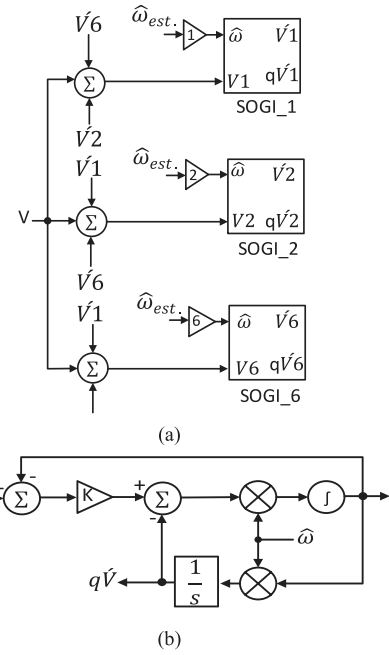 V́6
ω̂est. 1 ω̂ V́1
Σ V1 qV́1
V́2 SOGI_1
V́1
ω̂est. 2 ω̂ V́2
V Σ V2 qV́2
V́6 SOGI_2
V́1
ω̂est. 6 ω̂ V́6
Σ V6 qV́6
SOGI_6
(a)
Σ - K + Σ - ∫
ω̂
qV́ 1/s
(b)